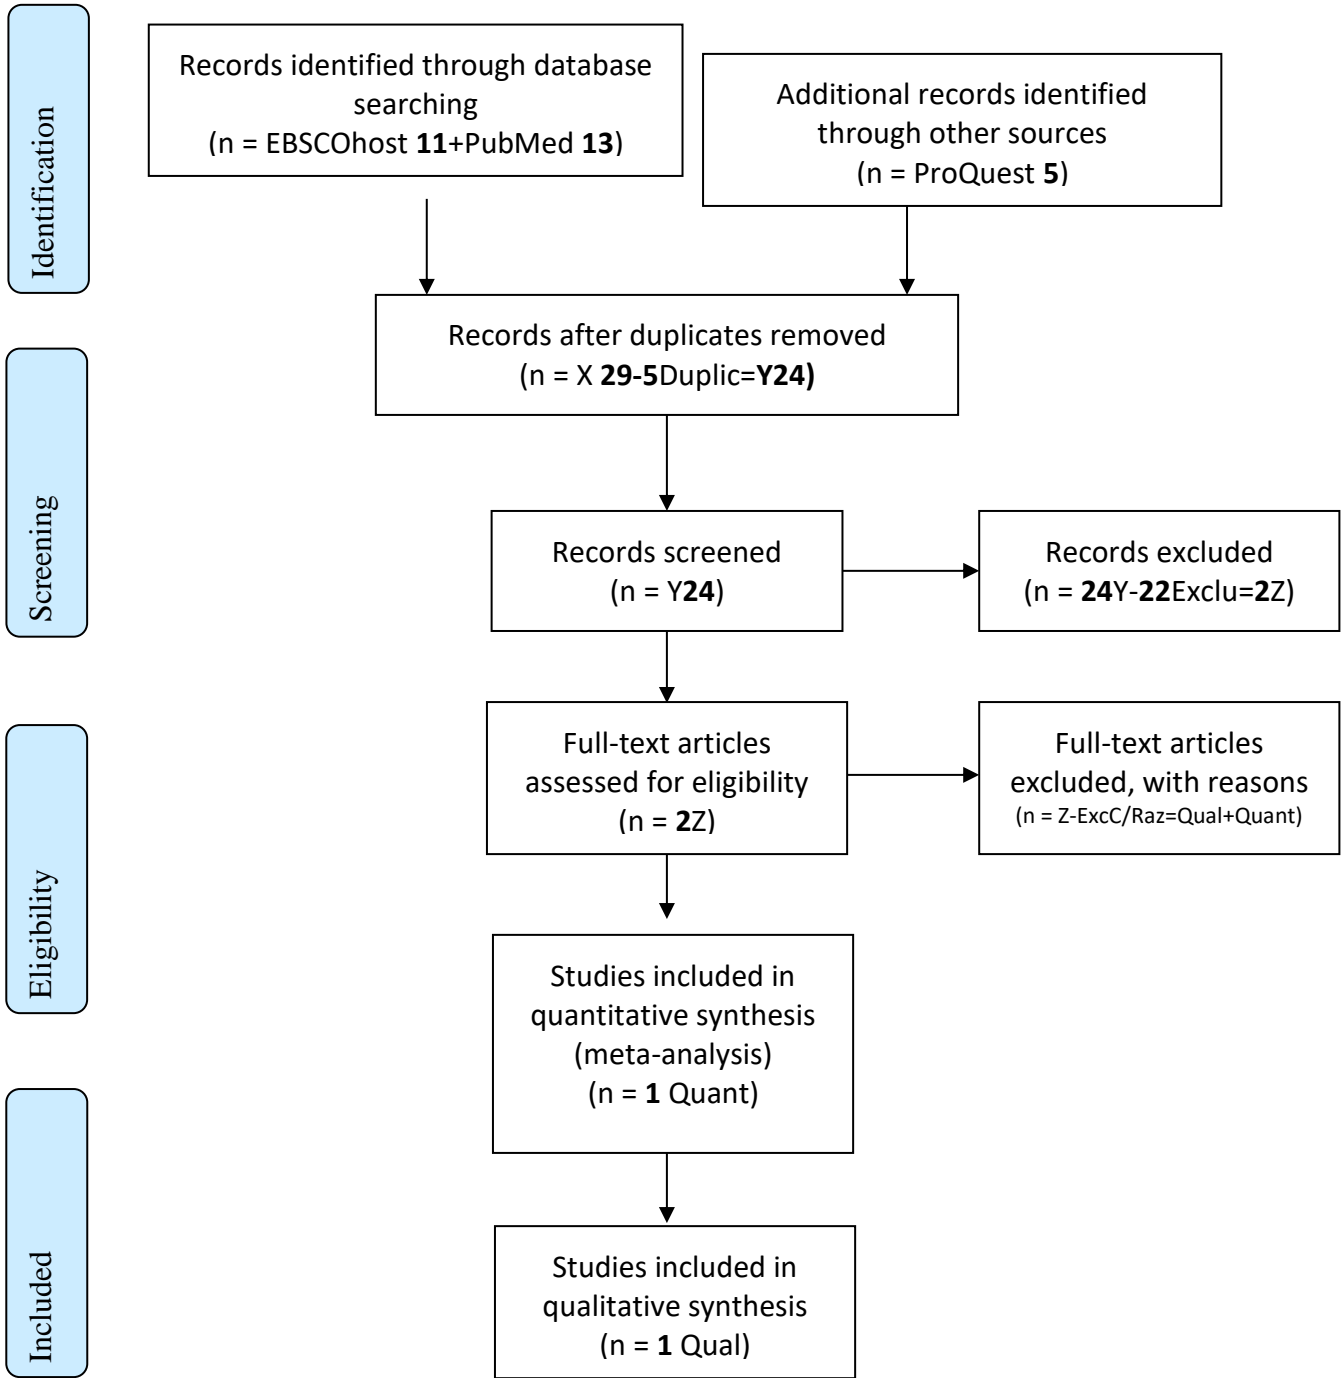 Identification
Records identified through database
searching
(n = EBSCOhost 11+PubMed 13)
Additional records identified
through other sources
(n = ProQuest 5)
Records after duplicates removed
(n = X 29-5Duplic=Y24)
Screening
Records screened
(n = Y24)
Records excluded
(n = 24Y-22Exclu=2Z)
Eligibility
Full-text articles
assessed for eligibility
(n = 2Z)
Full-text articles
excluded, with reasons
(n = Z-ExcC/Raz=Qual+Quant)
Studies included in
quantitative synthesis
(meta-analysis)
(n = 1 Quant)
Included
Studies included in
qualitative synthesis
(n = 1 Qual)